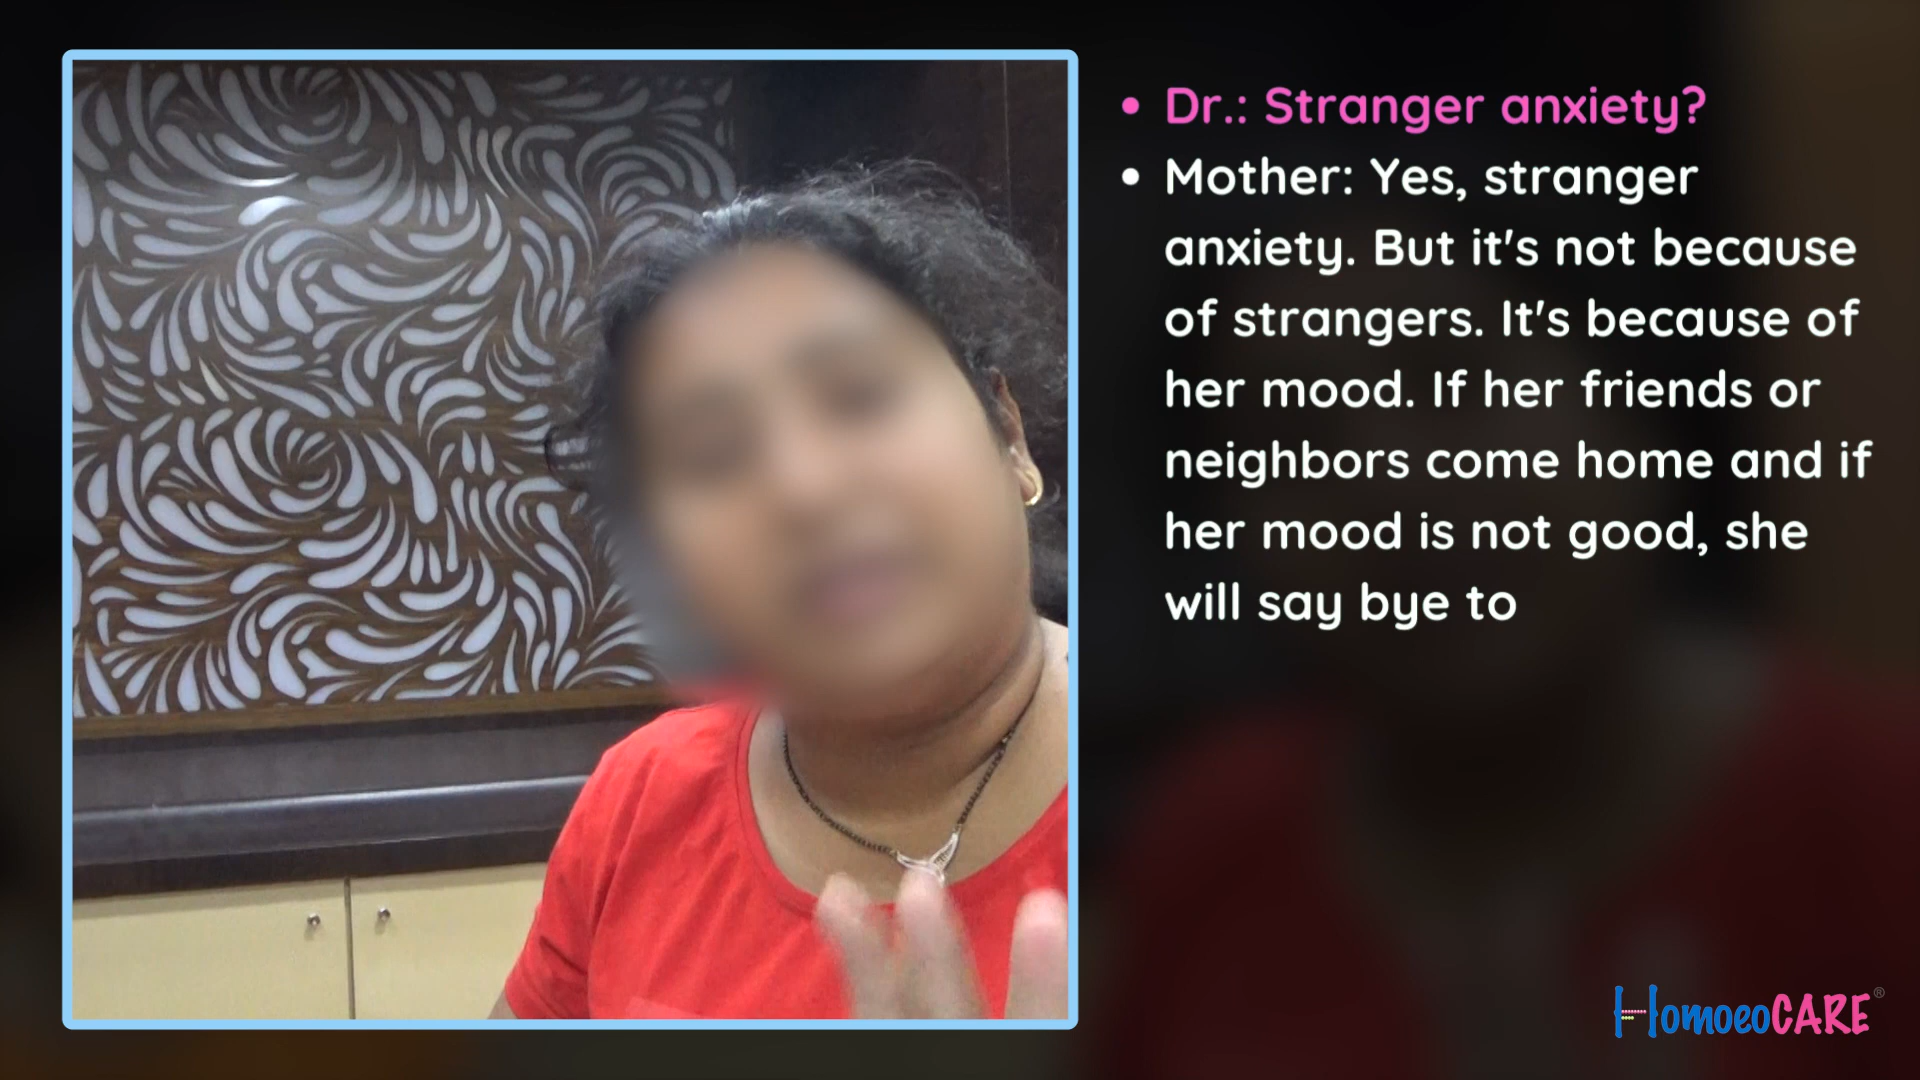 • Dr.: Stranger anxiety?
• Mother: Yes, stranger
anxiety. But it's not because
of strangers. It's because of
her mood. If her friends or
neighbors come home and if
her mood is not good, she
will say bye to
HomoeoCARE®